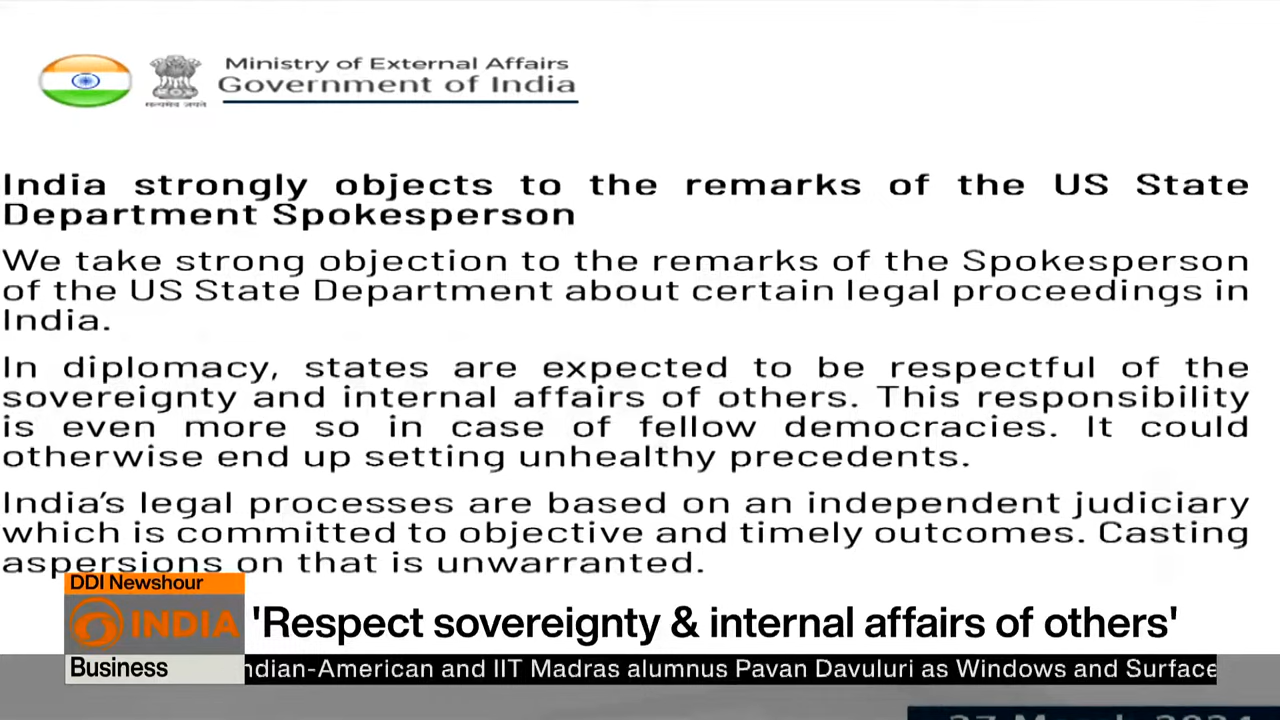 Ministry of External Affairs
Government of India
सत्यमेव जयते
India strongly objects to the remarks of the US State
Department Spokesperson
We take strong objection to the remarks of the Spokesperson
of the US State Department about certain legal proceedings in
India.
In diplomacy, states are expected to be respectful of the
sovereignty and internal affairs of others. This responsibility
is even more so in case of fellow democracies. It could
otherwise end up setting unhealthy precedents.
India's legal processes are based on an independent judiciary
which is committed to objective and timely outcomes. Casting
aspersions on that is unwarranted.
DDI Newshour
INDIA
'Respect sovereignty & internal affairs of others'
Business
ndian-American and IIT Madras alumnus Pavan Davuluri as Windows and Surface